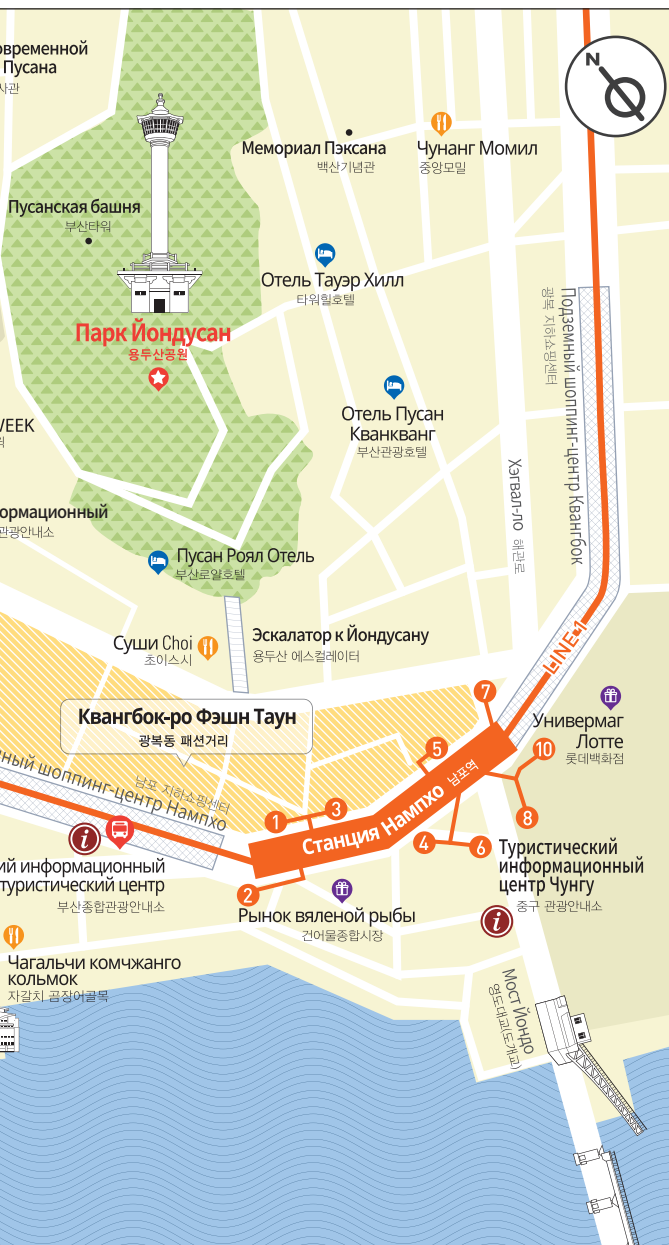 овременной
Пусана
사관
N
Мемориал Пэксана
백산기념관
Чунанг Момил
중앙모밀
Пусанская башня
부산타워
Отель Тауэр Хилл
타워힐호텔
Парк Йондусан
용두산공원
Подземный шоппинг-центр Квангбок
광복 지하쇼핑센터
Отель Пусан
Кванкванг
부산관광호텔
WEEK
Хэгвал-ло 해관로
ормационный
관광안내소
Пусан Роял Отель
부산로얄호텔
Суши Choi
초이스시
Эскалатор к Йондусану
용두산 에스컬레이터
LINE 1
Квангбок-ро Фэшн Таун
광복동 패션거리
7
Универмаг
Лотте
롯데백화점
5
10
ный шоппинг-центр Нампхо
남포 지하쇼핑센터
1
3
Станция Нампхо 남포역
8
4
6
i
ий информационный
туристический центр
부산종합관광안내소
2
Рынок вяленой рыбы
건어물종합시장
Туристический
информационный
центр Чунгу
중구 관광안내소
i
Чагальчи комчжанго
кольмок
자갈치 곰장어골목
Мост Йондо
영도대교(도개교)